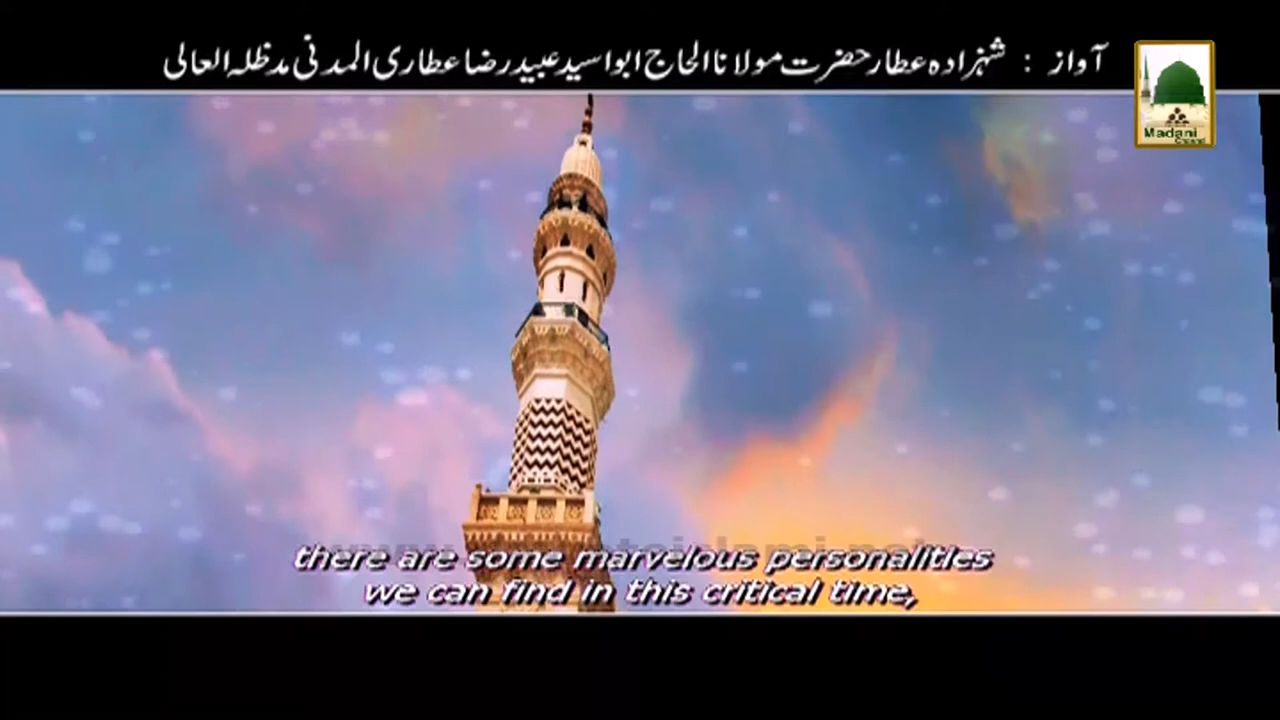 آواز : شہزادہ عطار حضرت مولانا الحاج ابو اسید عبید رضا عطاری المدنی مدظلہ العالی
Madani
Channel
there are some marvelous personalities
we can find in this critical time,